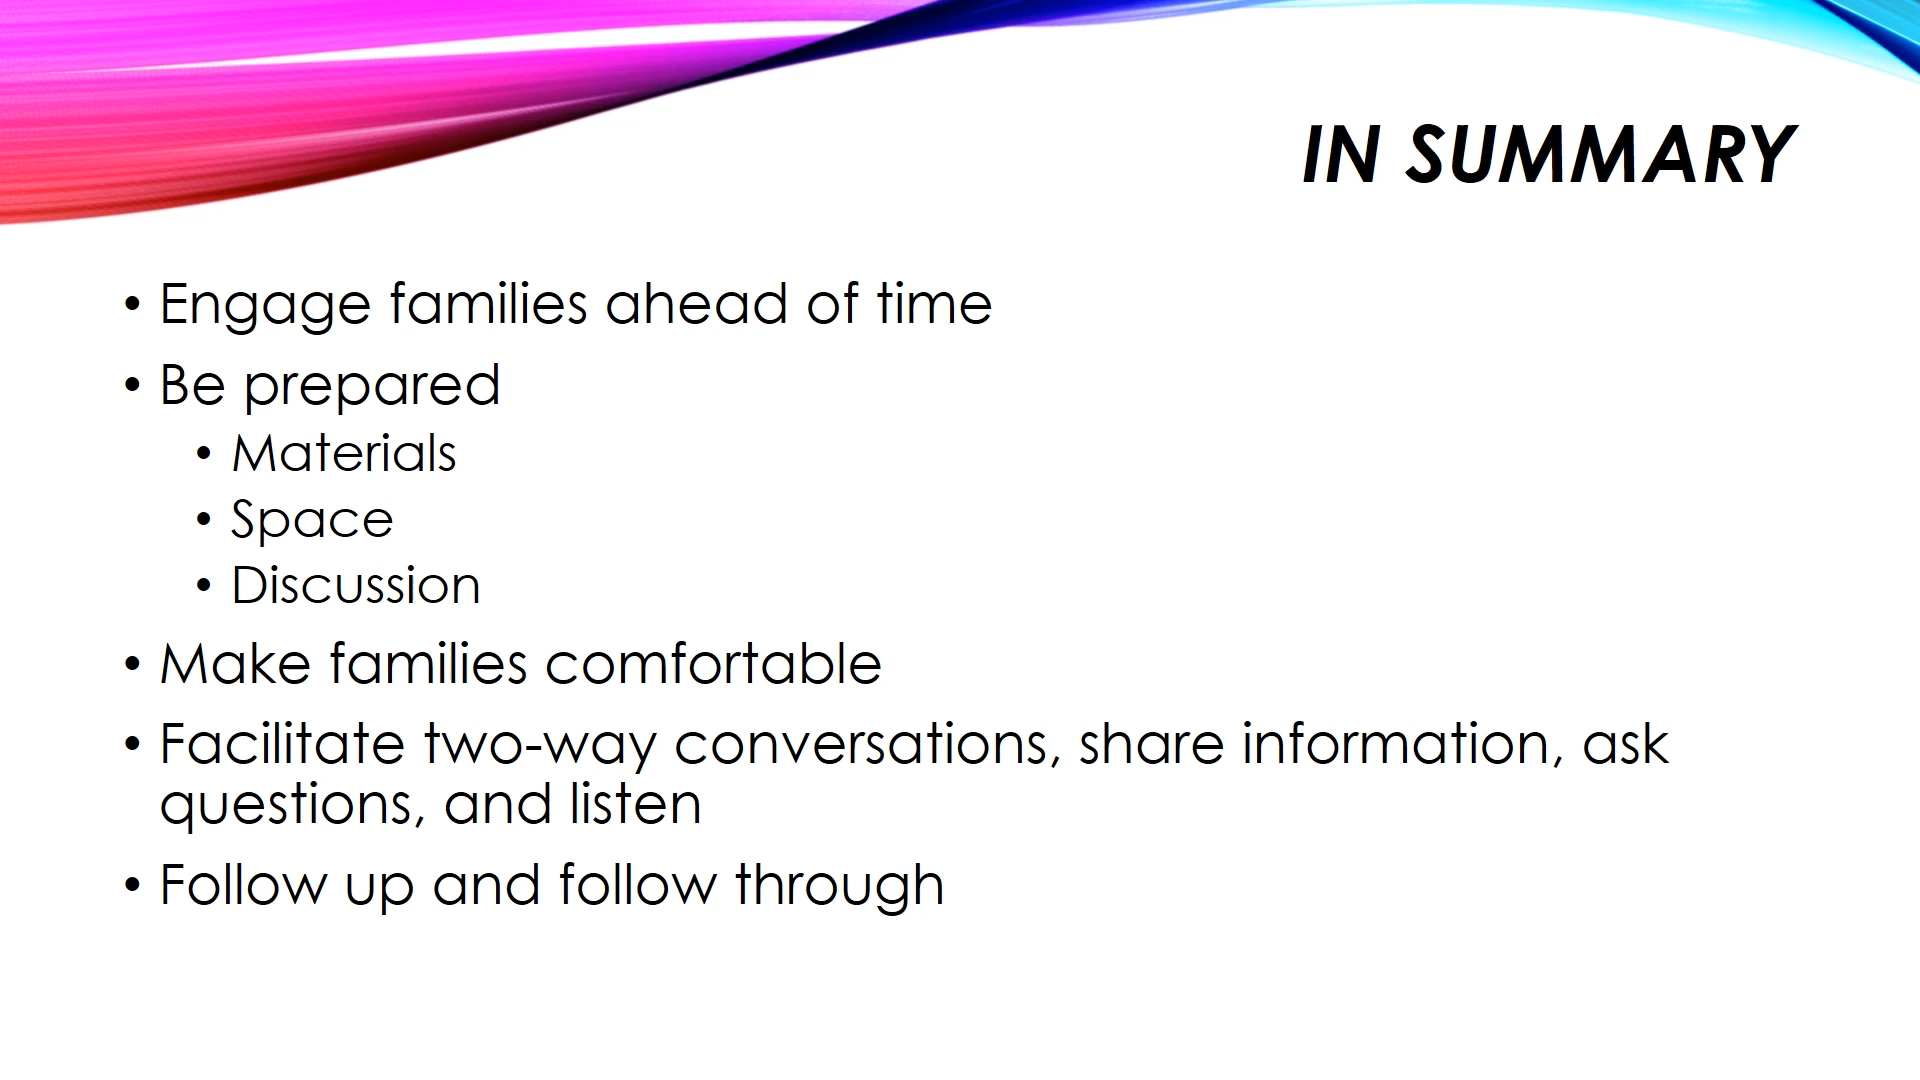 IN SUMMARY
• Engage families ahead of time
• Be prepared
• Materials
• Space
• Discussion
• Make families comfortable
• Facilitate two-way conversations, share information, ask
questions, and listen
• Follow up and follow through